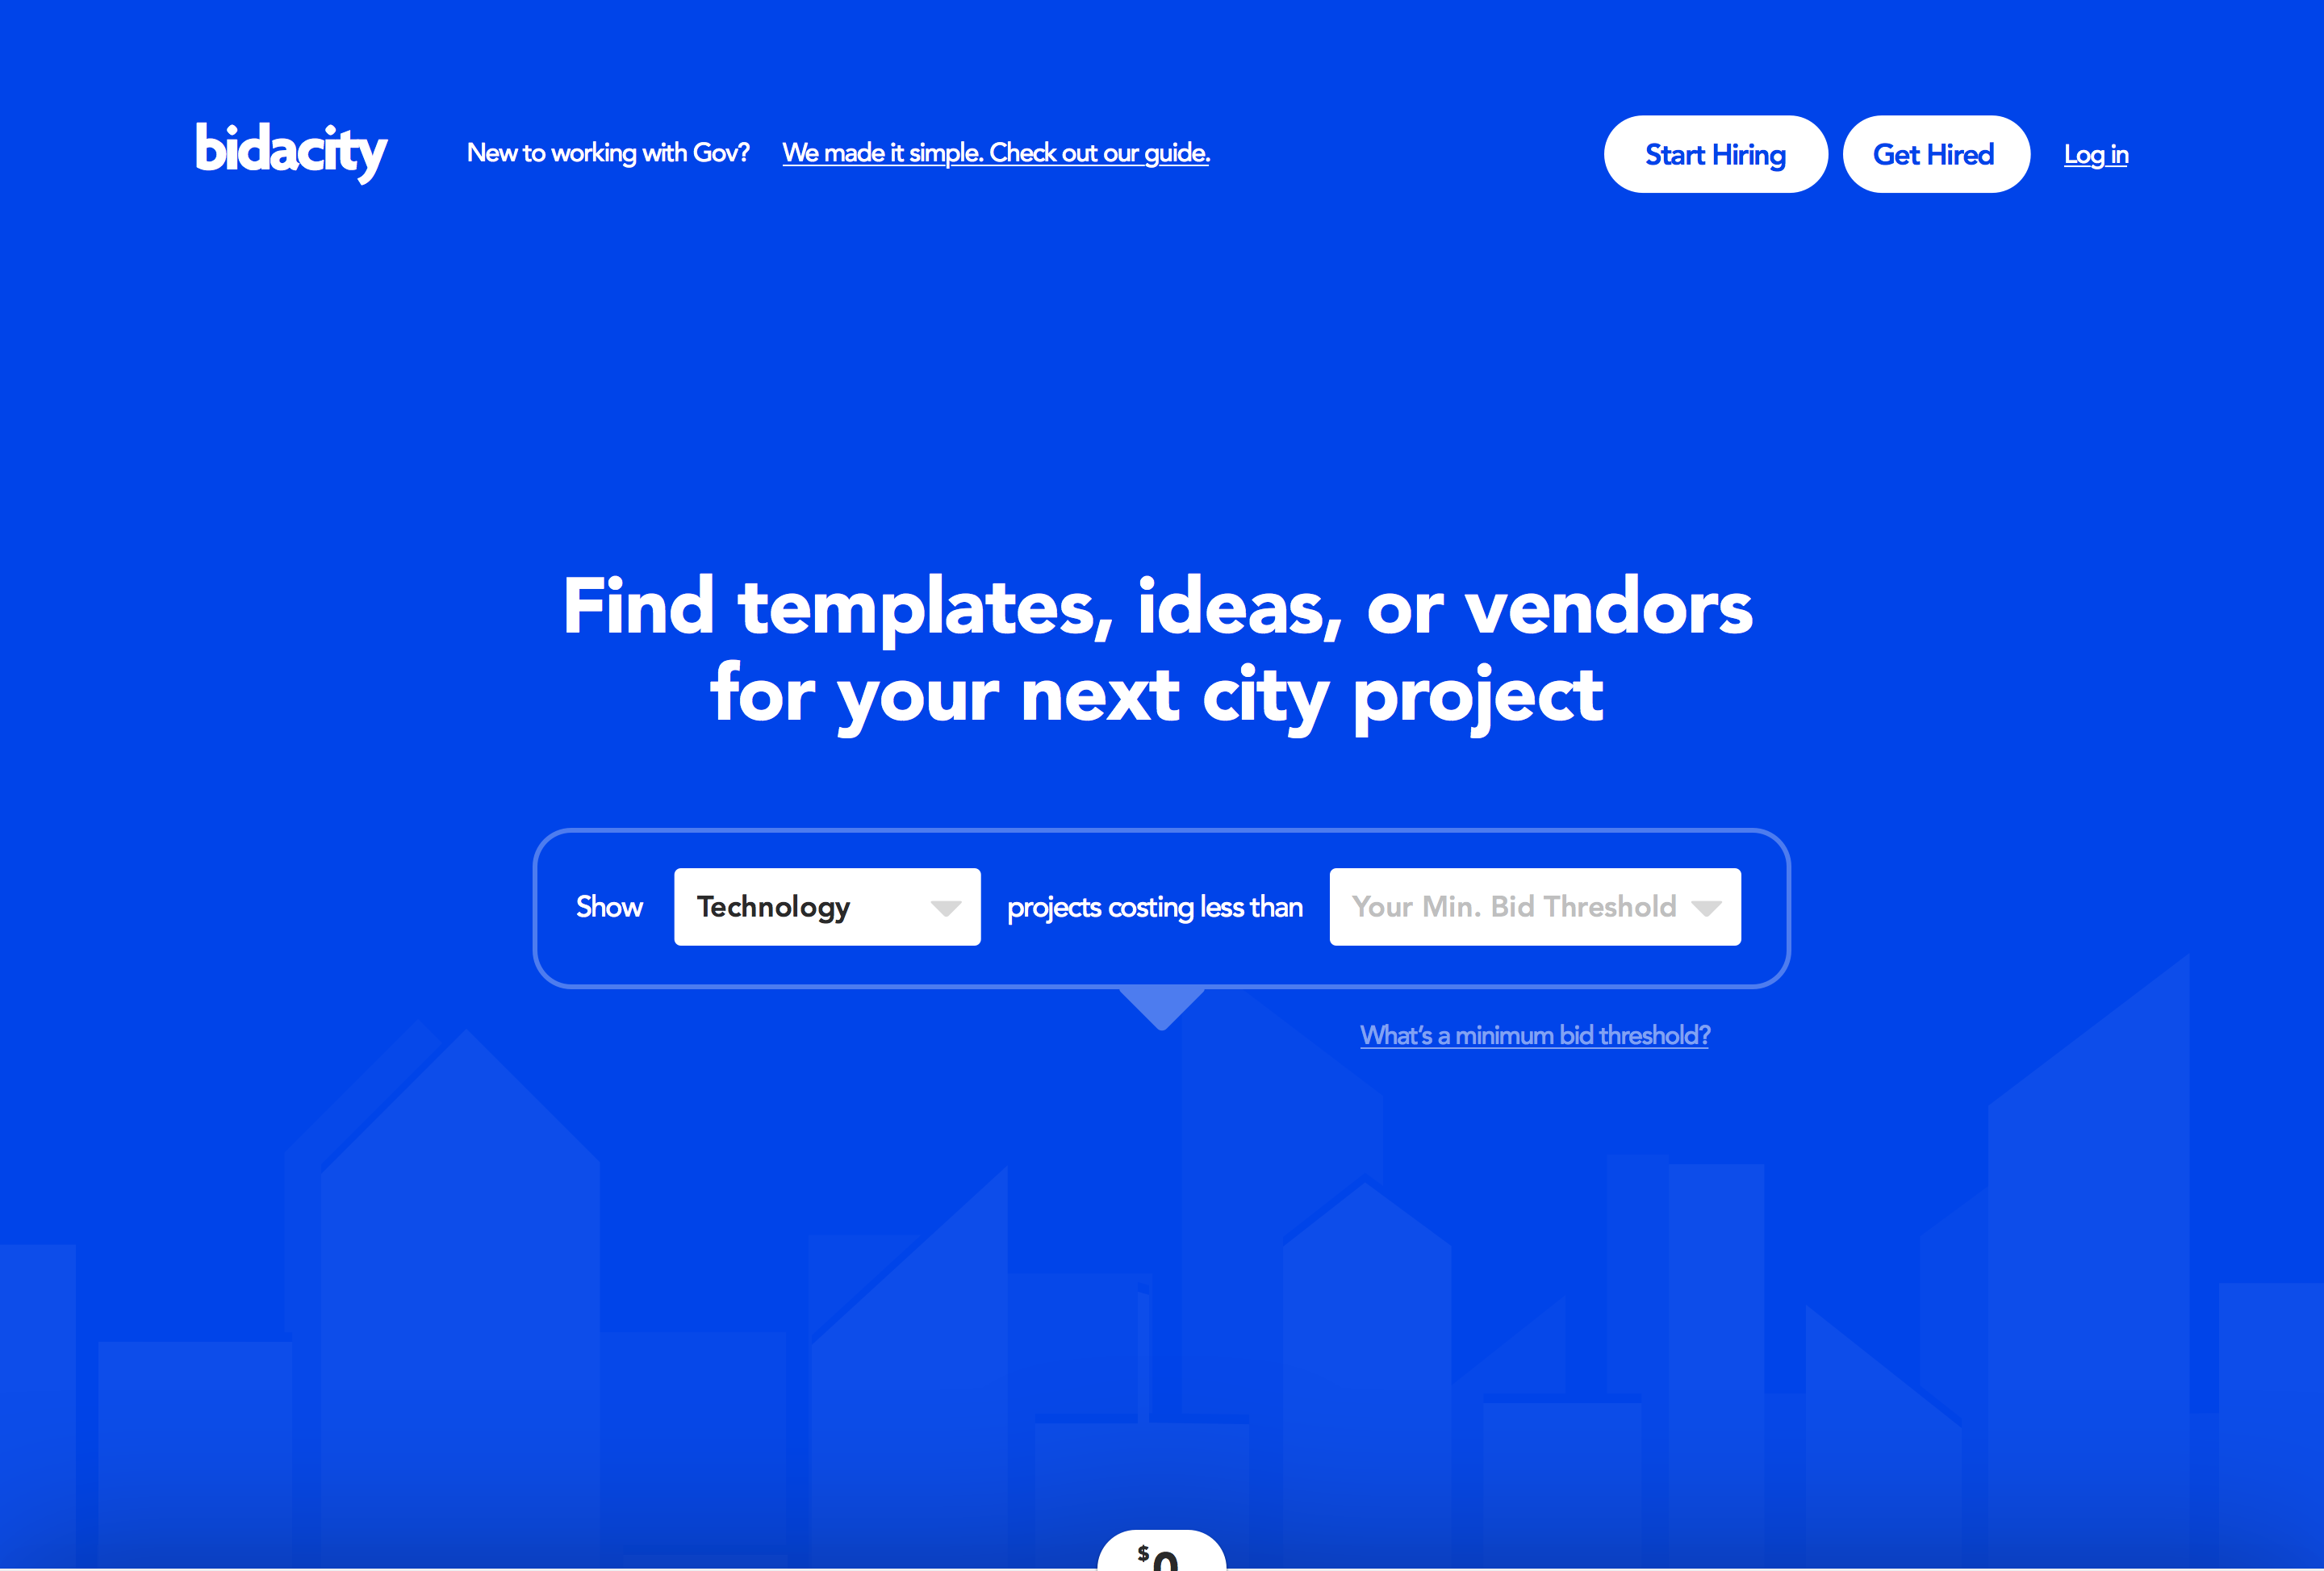 bidacity
New to working with Gov? We made it simple. Check out our guide.
Start Hiring
Get Hired
Log in
Find templates, ideas, or vendors
for your next city project
Show Technology projects costing less than Your Min. Bid Threshold
What's a minimum bid threshold?
$0